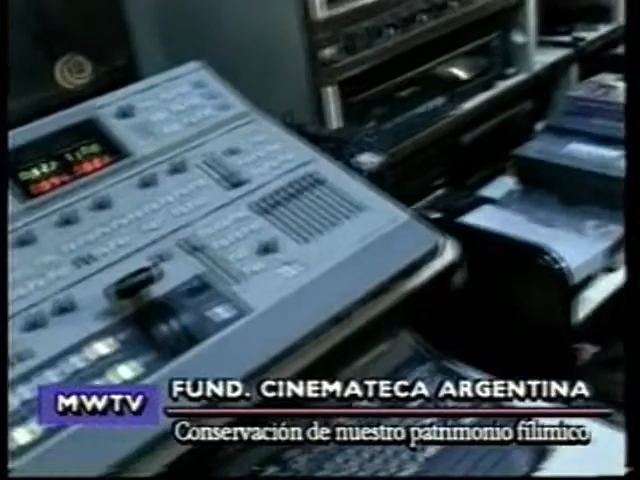 MWTV
FUND. CINEMATECA ARGENTINA
Conservación de nuestro patrimonio fílmico